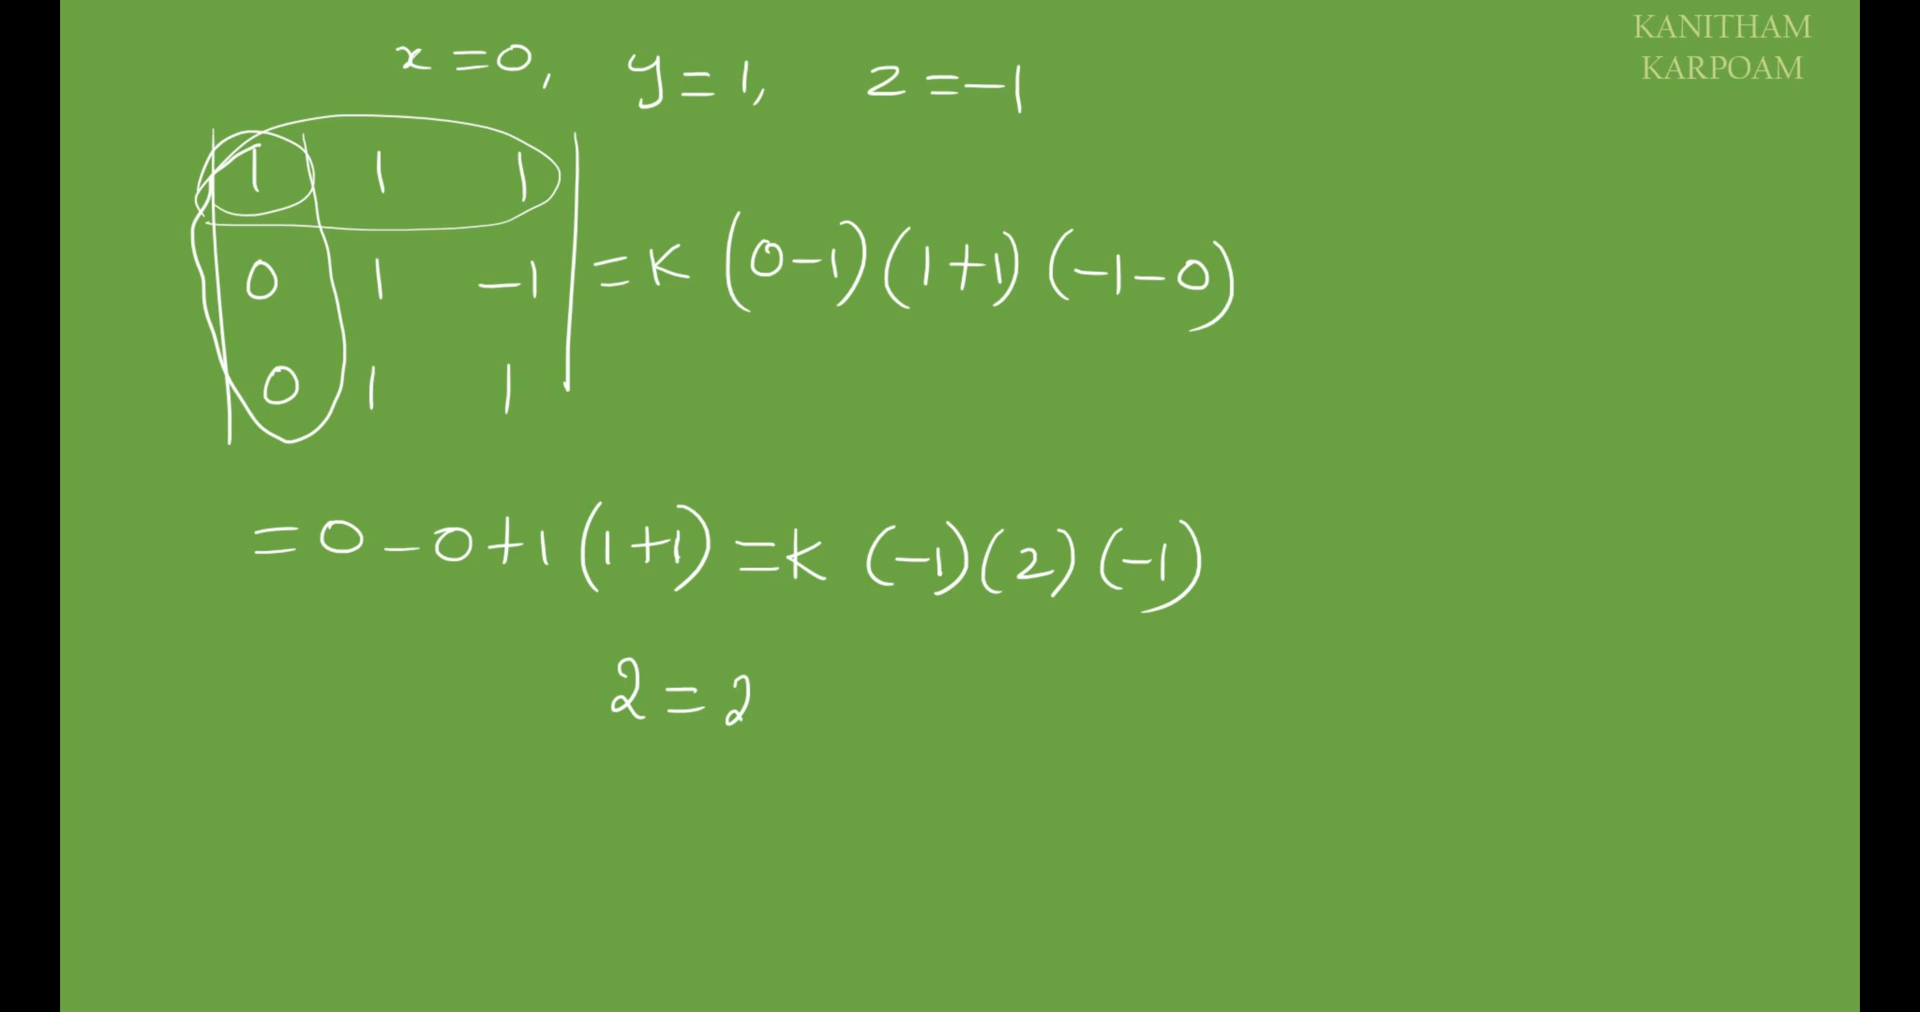 KANITHAM
KARPOAM
x = 0, y = 1, z = -1
1 1 1
0 1 -1 = K (0-1) (1+1) (-1-0)
0 1 1
= 0 - 0 + 1 (1+1) = K (-1) (2) (-1)
2 = 2